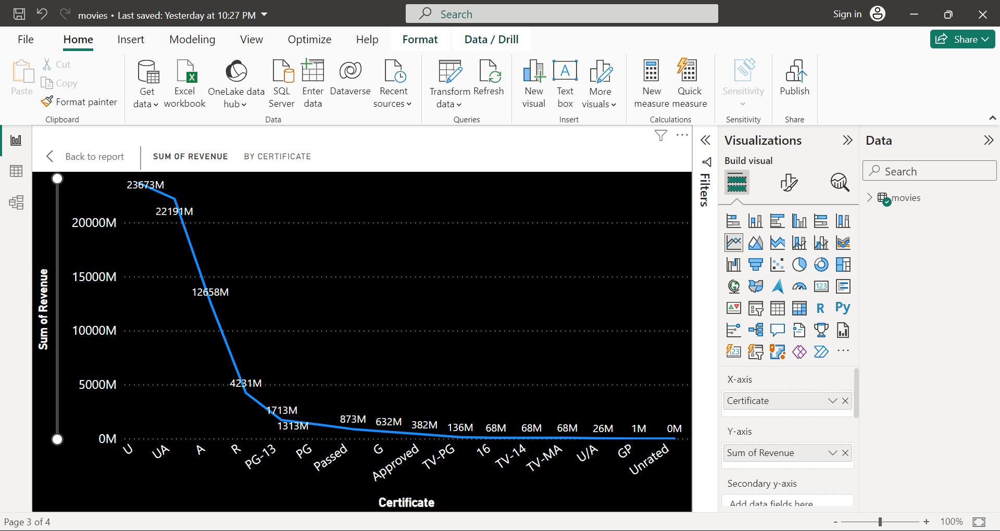 movies • Last saved: Yesterday at 10:27 PM
Search
Sign in
File
Home
Insert
Modeling
View
Optimize
Help
Format
Data / Drill
Share
Paste
Cut
Copy
Format painter
Clipboard
Get
data
Excel
workbook
OneLake data
hub
SQL
Server
Enter
data
Dataverse
Recent
sources
Data
Transform
data
Refresh
Queries
New
visual
Text
box
More
visuals
Insert
New
measure
Quick
measure
Calculations
Sensitivity
Sensitivity
Publish
Share
Back to report
SUM OF REVENUE
BY CERTIFICATE
Sum of Revenue
20000M
15000M
10000M
5000M
0M
23673M
22191M
12658M
4231M
1713M
1313M
873M
632M
382M
136M
68M
68M
68M
26M
1M
0M
U
UA
A
R
PG-13
PG
Passed
G
Approved
TV-PG
16
TV-14
TV-MA
U/A
GP
Unrated
Certificate
Filters
Visualizations
Build visual
123
R
Py
123
X-axis
Certificate
Y-axis
Sum of Revenue
Secondary y-axis
Add data fields here
Data
Search
movies
Page 3 of 4
- + 100%